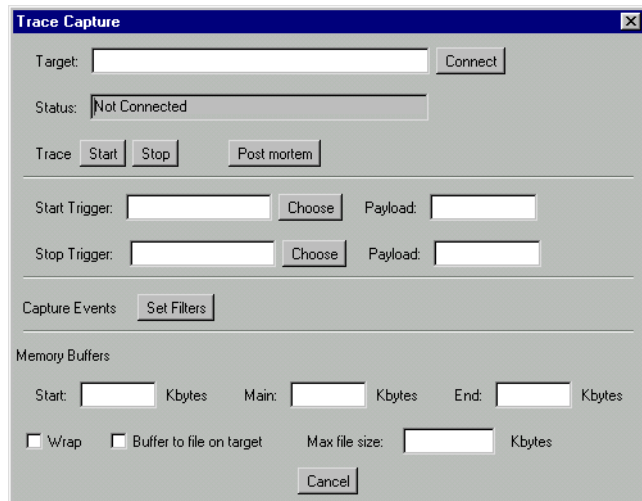 Trace Capture
Target: Connect
Status: Not Connected
Trace Start Stop Post mortem
Start Trigger: Choose Payload:
Stop Trigger: Choose Payload:
Capture Events Set Filters
Memory Buffers
Start: Kbytes Main: Kbytes End: Kbytes
Wrap Buffer to file on target Max file size: Kbytes
Cancel